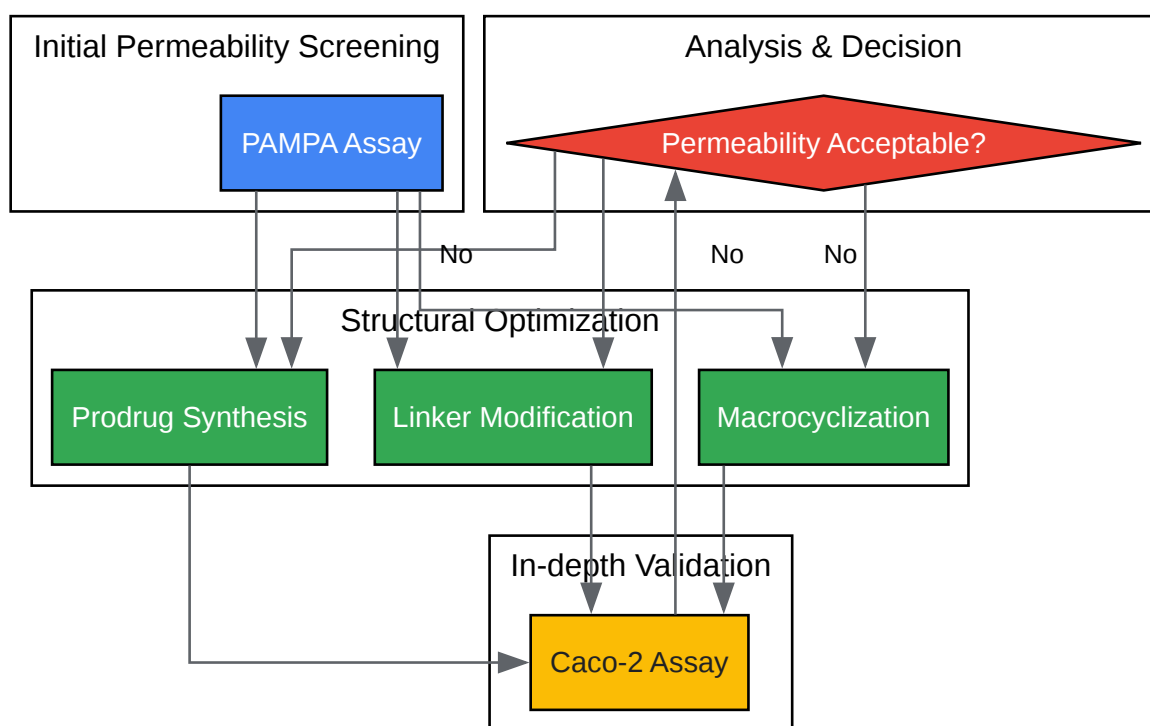 Initial Permeability Screening
Analysis & Decision
PAMPA Assay
Permeability Acceptable?
No
No
No
Structural Optimization
Prodrug Synthesis
Linker Modification
Macrocyclization
In-depth Validation
Caco-2 Assay